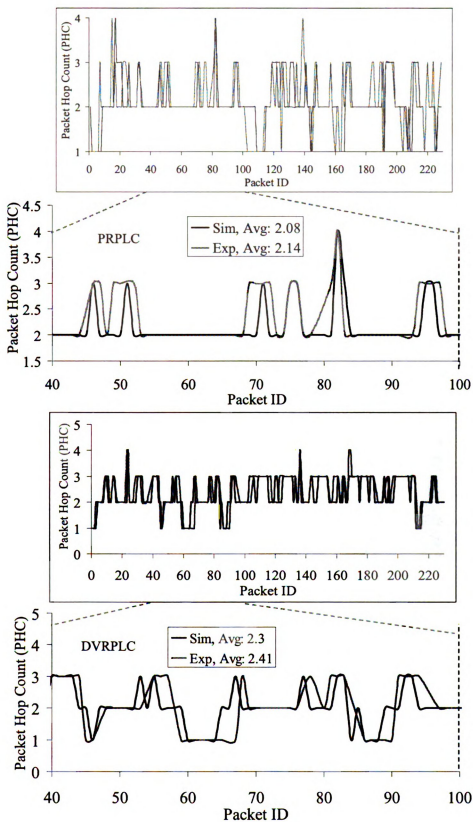 Packet Hop Count (PHC)
4
3
2
1
0 20 40 60 80 100 120 140 160 180 200 220
Packet ID
Packet Hop Count (PHC)
4.5
4
3.5
3
2.5
2
1.5
PRPLC
Sim, Avg: 2.08
Exp, Avg: 2.14
40 50 60 70 80 90 100
Packet ID
Packet Hop Count (PHC)
5
4
3
2
1
0
0 20 40 60 80 100 120 140 160 180 200 220
Packet ID
Packet Hop Count (PHC)
5
4
3
2
1
0
DVRPLC
Sim, Avg: 2.3
Exp, Avg: 2.41
40 50 60 70 80 90 100
Packet ID